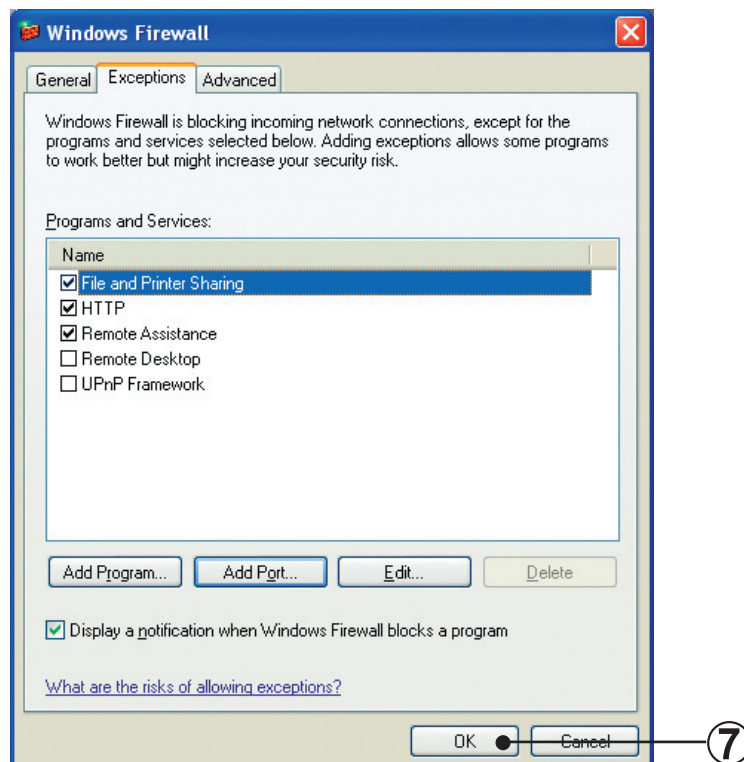 Windows Firewall
General Exceptions Advanced
Windows Firewall is blocking incoming network connections, except for the
programs and services selected below. Adding exceptions allows some programs
to work better but might increase your security risk.
Programs and Services:
Name
File and Printer Sharing
HTTP
Remote Assistance
Remote Desktop
UPnP Framework
Add Program... Add Port... Edit... Delete
Display a notification when Windows Firewall blocks a program
What are the risks of allowing exceptions?
OK Cancel 7